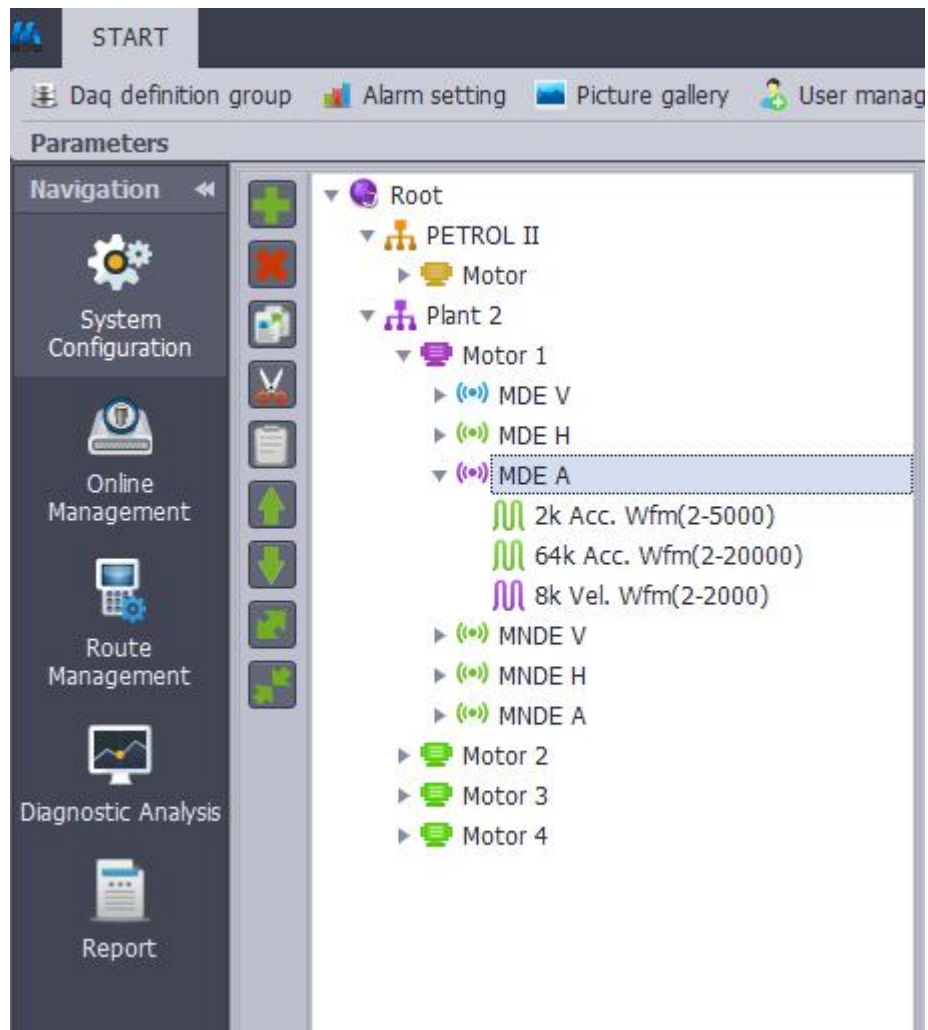 START
Daq definition group Alarm setting Picture gallery User manag
Parameters
Navigation
System
Configuration
Online
Management
Route
Management
Diagnostic Analysis
Report
Root
PETROL II
Motor
Plant 2
Motor 1
MDE V
MDE H
MDE A
2k Acc. Wfm(2-5000)
64k Acc. Wfm(2-20000)
8k Vel. Wfm(2-2000)
MNDE V
MNDE H
MNDE A
Motor 2
Motor 3
Motor 4